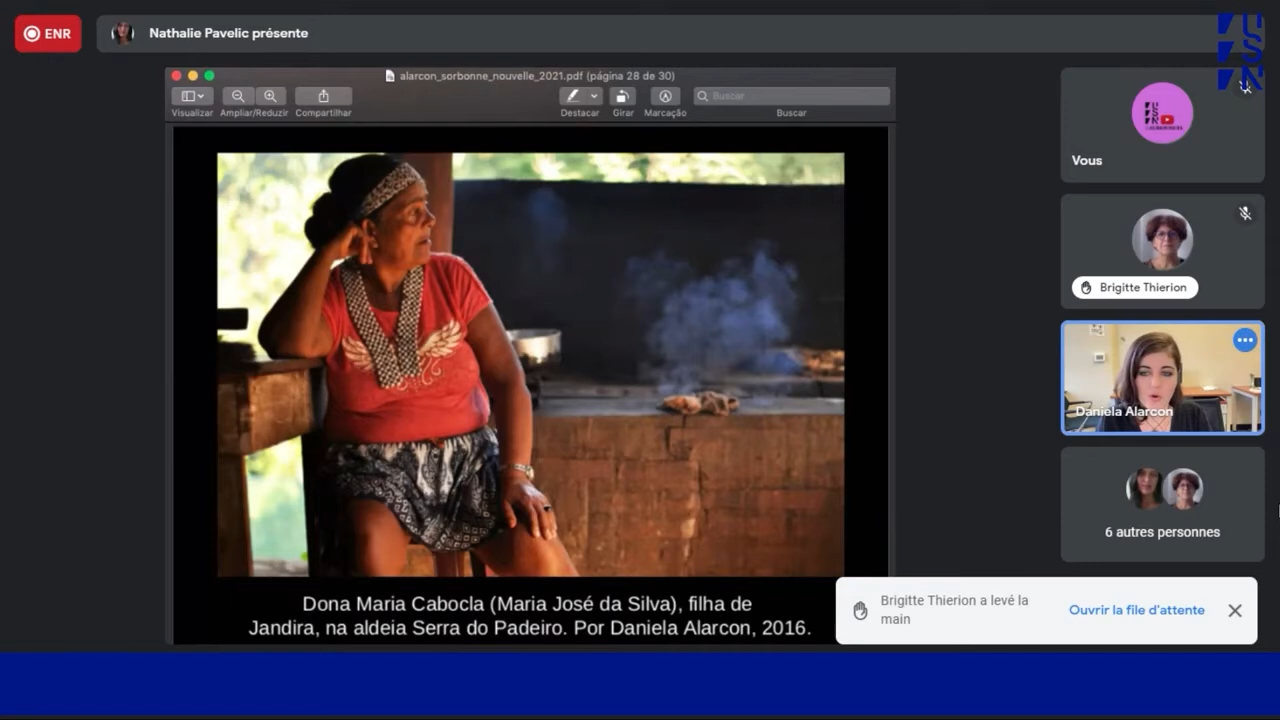 ENR
Nathalie Pavelic présente
alarcon_sorbonne_nouvelle_2021.pdf (página 28 de 30)
Buscar
Visualizar
Ampliar/Reduzir
Compartilhar
Destacar
Girar
Marcação
Buscar
Dona Maria Cabocla (Maria José da Silva), filha de
Jandira, na aldeia Serra do Padeiro. Por Daniela Alarcon, 2016.
USN
Vous
Brigitte Thierion
Daniela Alarcon
6 autres personnes
Brigitte Thierion a levé la
main
Ouvrir la file d'attente